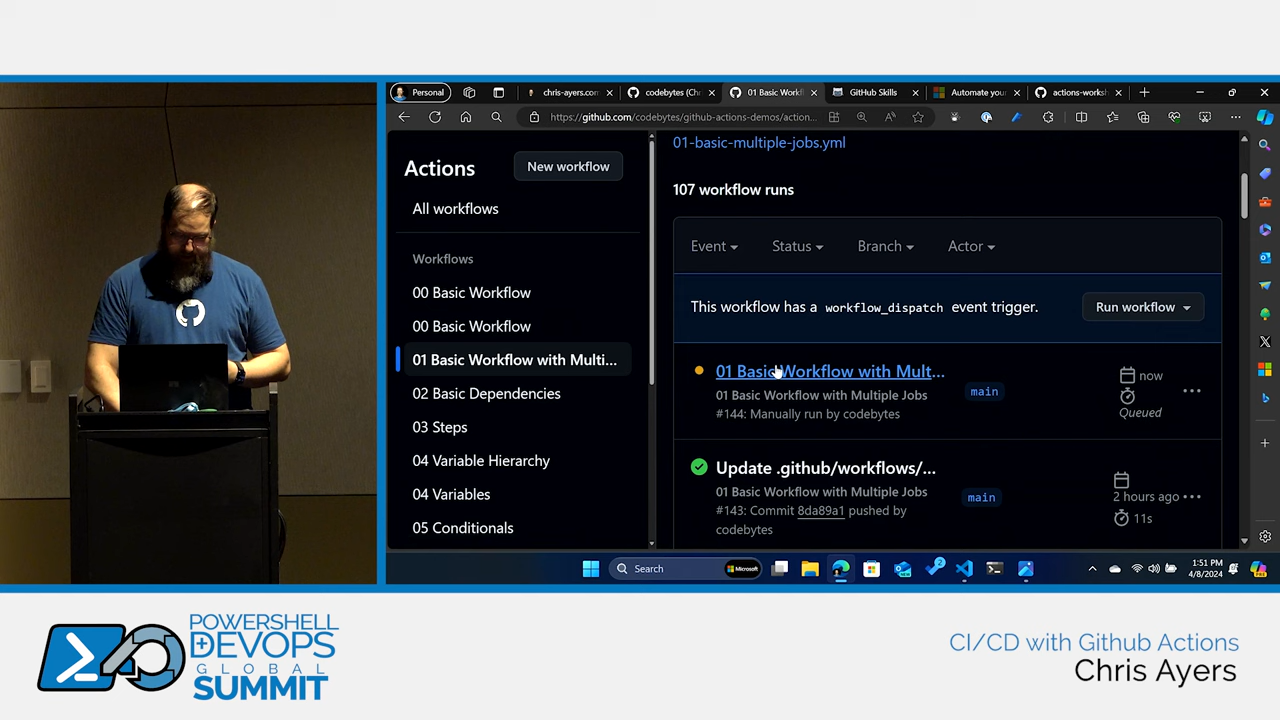 Personal
chris-ayers.com
codebytes (Chr
01 Basic Workf
GitHub Skills
Automate your
actions-worksh
https://github.com/codebytes/github-actions-demos/action...
Actions
New workflow
All workflows
Workflows
00 Basic Workflow
00 Basic Workflow
01 Basic Workflow with Multi...
02 Basic Dependencies
03 Steps
04 Variable Hierarchy
04 Variables
05 Conditionals
01-basic-multiple-jobs.yml
107 workflow runs
Event
Status
Branch
Actor
This workflow has a workflow_dispatch event trigger.
Run workflow
01 Basic Workflow with Mult...
01 Basic Workflow with Multiple Jobs
#144: Manually run by codebytes
main
now
Queued
Update .github/workflows/...
01 Basic Workflow with Multiple Jobs
#143: Commit 8da89a1 pushed by
codebytes
main
2 hours ago
11s
Search
Microsoft
1:51 PM
4/8/2024
POWERSHELL
DEVOPS
GLOBAL
SUMMIT
CI/CD with Github Actions
Chris Ayers